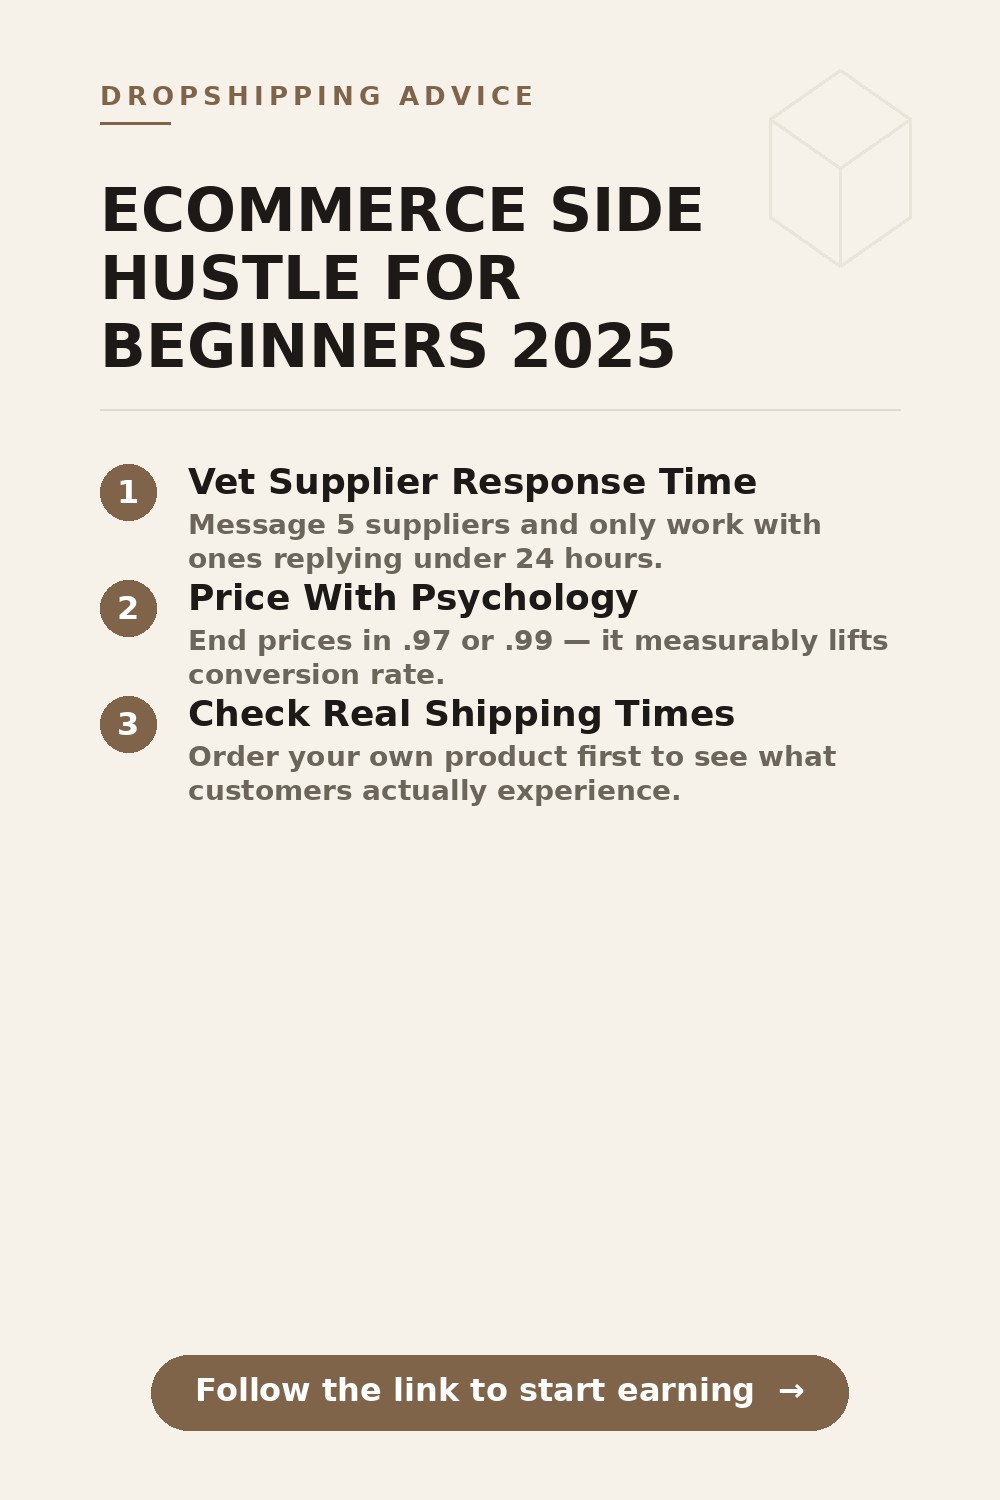 DROPSHIPPING ADVICE
ECOMMERCE SIDE
HUSTLE FOR
BEGINNERS 2025
1 Vet Supplier Response Time
Message 5 suppliers and only work with
ones replying under 24 hours.
2 Price With Psychology
End prices in .97 or .99 — it measurably lifts
conversion rate.
3 Check Real Shipping Times
Order your own product first to see what
customers actually experience.
Follow the link to start earning →